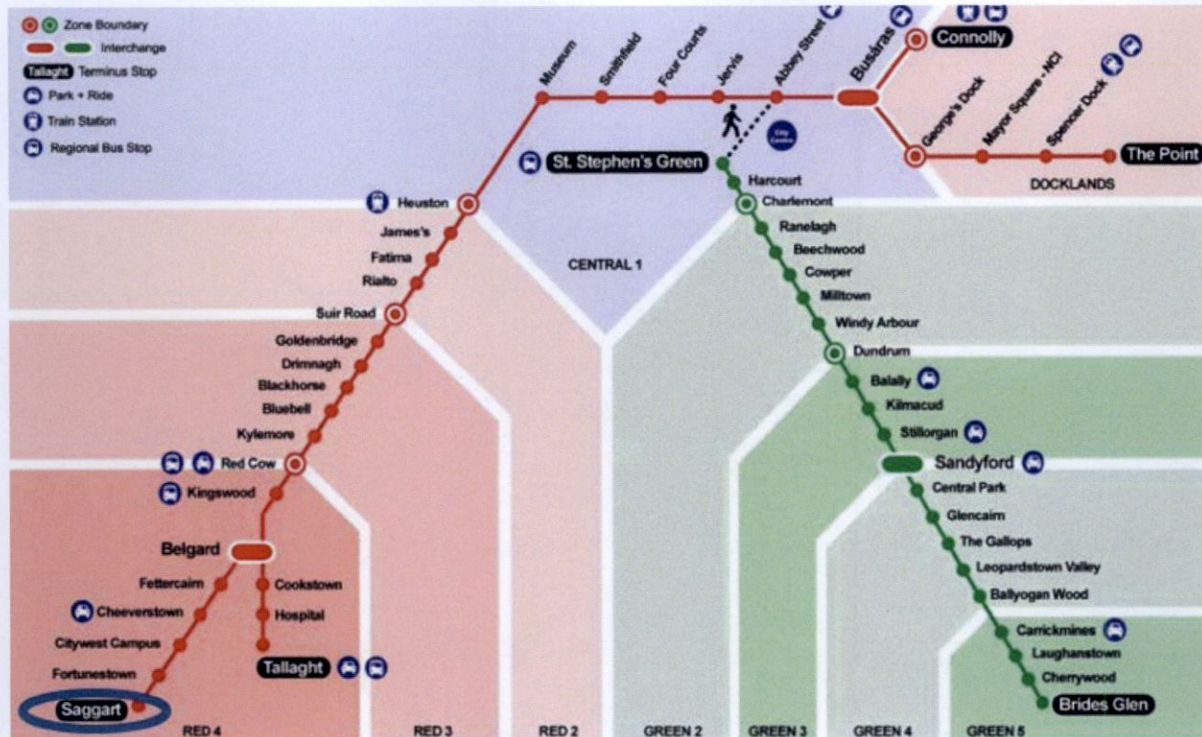 Zone Boundary
Interchange
Tallaght Terminus Stop
Park + Ride
Train Station
Regional Bus Stop
Museum
Smithfield
Four Courts
Jervis
Abbey Street
Busáras
Connolly
George's Dock
Mayor Square - NCI
Spencer Dock
The Point
DOCKLANDS
City Centre
St. Stephen's Green
Harcourt
Charlemont
Ranelagh
Beechwood
Cowper
Milltown
Windy Arbour
Dundrum
Balally
Kilmacud
Stillorgan
Sandyford
Central Park
Glencairn
The Gallops
Leopardstown Valley
Ballyogan Wood
Carrickmines
Laughanstown
Cherrywood
Brides Glen
CENTRAL 1
Heuston
James's
Fatima
Rialto
Suir Road
Goldenbridge
Drimnagh
Blackhorse
Bluebell
Kylemore
Red Cow
Kingswood
Belgard
Fettercairn
Cheeverstown
Citywest Campus
Fortunestown
Saggart
Cookstown
Hospital
Tallaght
RED 4
RED 3
RED 2
GREEN 2
GREEN 3
GREEN 4
GREEN 5